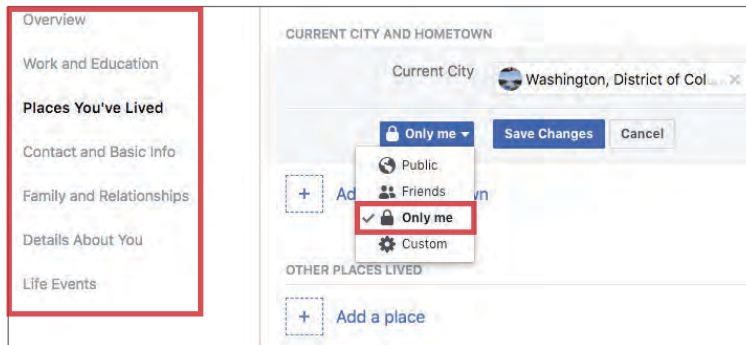 Overview
Work and Education
Places You've Lived
Contact and Basic Info
Family and Relationships
Details About You
Life Events
CURRENT CITY AND HOMETOWN
Current City
Washington, District of Col...
Only me
Save Changes
Cancel
Public
Friends
Only me
Custom
OTHER PLACES LIVED
+ Add a place